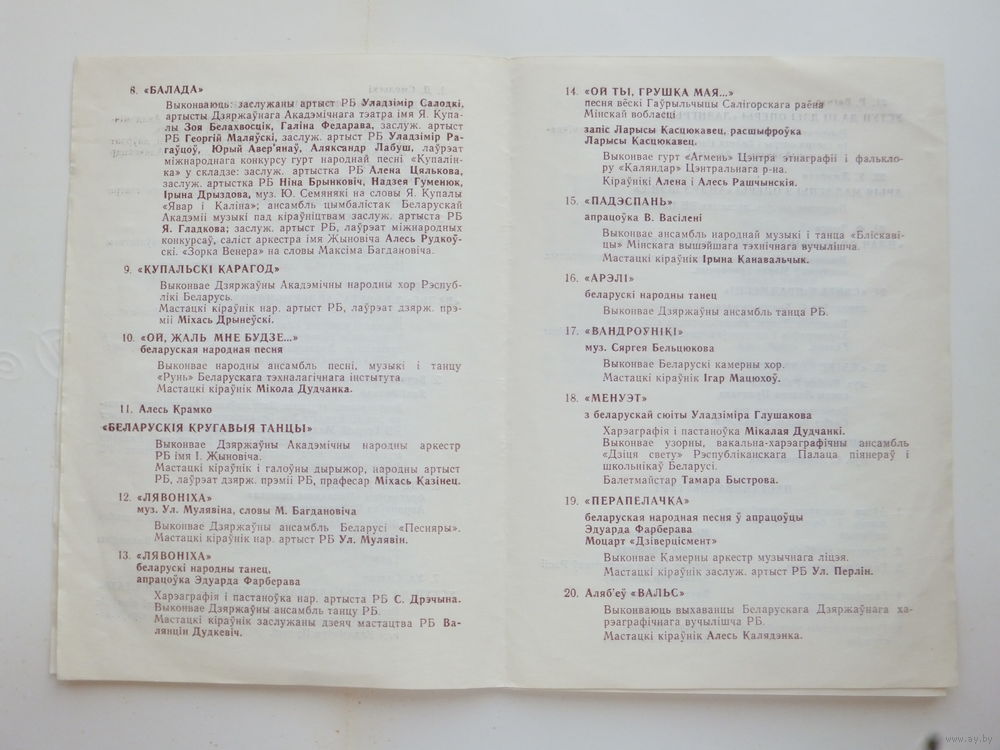 8. «БАЛАДА»
Выконваюць: заслужаны артыст РБ Уладзімір Салодкі,
артысты Дзяржаўнага Акадэмічнага тэатра імя Я. Купа-
лы Зоя Белахвосцік, Галіна Федарава, заслуж. артыст
РБ Георгій Маляўскі, заслуж. артыст РБ Уладзімір Ра-
гаўцоў, Юрый Авер'янаў, Аляксандр Лабуш, лаўрэат
міжнароднага конкурсу гурт народнай песні «Купалін-
ка» у складзе: заслуж. артыстка РБ Алена Цялькова,
заслуж. артыстка РБ Ніна Брынковіч, Надзея Гуменюк,
Ірына Дрыздова, муз. Ю. Семянякі на словы Я. Купалы
«Явар і Каліна»; ансамбль цымбалістак Беларускай
Акадэміі музыкі пад кіраўніцтвам заслуж. артыста РБ
Я. Гладкова; заслуж. артыст РБ, лаўрэат міжнародных
конкурсаў, саліст аркестра імя Жыновіча Алесь Рудкоў-
скі. «Зорка Венера» на словы Максіма Багдановіча.
9. «КУПАЛЬСКІ КАРАГОД»
Выконвае Дзяржаўны Акадэмічны народны хор Рэспуб-
лікі Беларусь.
Мастацкі кіраўнік нар. артыст РБ, лаўрэат дзярж. прэ-
міі Міхась Дрынеўскі.
10. «ОЙ, ЖАЛЬ МНЕ БУДЗЕ...»
беларуская народная песня
Выконвае народны ансамбль песні, музыкі і танцу
«Рунь» Беларускага тэхналагічнага інстытута.
Мастацкі кіраўнік Мікола Дудчанка.
11. Алесь Крамко
«БЕЛАРУСКІЯ КРУГАВЫЯ ТАНЦЫ»
Выконвае Дзяржаўны Акадэмічны народны аркестр
РБ імя І. Жыновіча.
Мастацкі кіраўнік і галоўны дырыжор, народны артыст
РБ, лаўрэат дзярж. прэміі РБ, прафесар Міхась Казінец.
12. «ЛЯВОНІХА»
муз. Ул. Мулявіна, словы М. Багдановіча
Выконвае Дзяржаўны ансамбль Беларусі «Песняры».
Мастацкі кіраўнік нар. артыст РБ Ул. Мулявін.
13. «ЛЯВОНІХА»
беларускі народны танец,
апрацоўка Эдуарда Фарберава
Харэаграфія і пастаноўка нар. артыста РБ С. Дрэчына.
Выконвае Дзяржаўны ансамбль танцу РБ.
Мастацкі кіраўнік заслужаны дзеяч мастацтва РБ Ва-
лянцін Дудкевіч.
14. «ОЙ ТЫ, ГРУШКА МАЯ...»
песня вёскі Гаўрыльчыцы Салігорскага раёна
Мінскай вобласці
запіс Ларысы Касцюкавец, расшыфроўка
Ларысы Касцюкавец.
Выконвае гурт «Агмень» Цэнтра этнаграфіі і фалькло-
ру «Каляндар» Цэнтральнага р-на.
Кіраўнікі Алена і Алесь Рашчынскія.
15. «ПАДЭСПАНЬ»
апрацоўка В. Васілені
Выконвае ансамбль народнай музыкі і танца «Бліскаві-
цы» Мінскага вышэйшага тэхнічнага вучылішча.
Мастацкі кіраўнік Ірына Канавальчык.
16. «АРЭЛІ»
беларускі народны танец
Выконвае Дзяржаўны ансамбль танца РБ.
17. «ВАНДРОЎНІКІ»
муз. Сяргея Бельцюкова
Выконвае Беларускі камерны хор.
Мастацкі кіраўнік Ігар Мацюхоў.
18. «МЕНУЭТ»
з беларускай сюіты Уладзіміра Глушакова
Харэаграфія і пастаноўка Мікалая Дудчанкі.
Выконвае узорны, вакальна-харэаграфічны ансамбль
«Дзіця свету» Рэспубліканскага Палаца піянераў і
школьнікаў Беларусі.
Балетмайстар Тамара Быстрова.
19. «ПЕРАПЕЛАЧКА»
беларуская народная песня ў апрацоўцы
Эдуарда Фарберава
Моцарт «Дзіверцісмент»
Выконвае Камерны аркестр музычнага ліцэя.
Мастацкі кіраўнік заслуж. артыст РБ Ул. Перлін.
20. Аляб'еў «ВАЛЬС»
Выконваюць выхаванцы Беларускага Дзяржаўнага ха-
рэаграфічнага вучылішча РБ.
Мастацкі кіраўнік Алесь Калядэнка.
www.ay.by